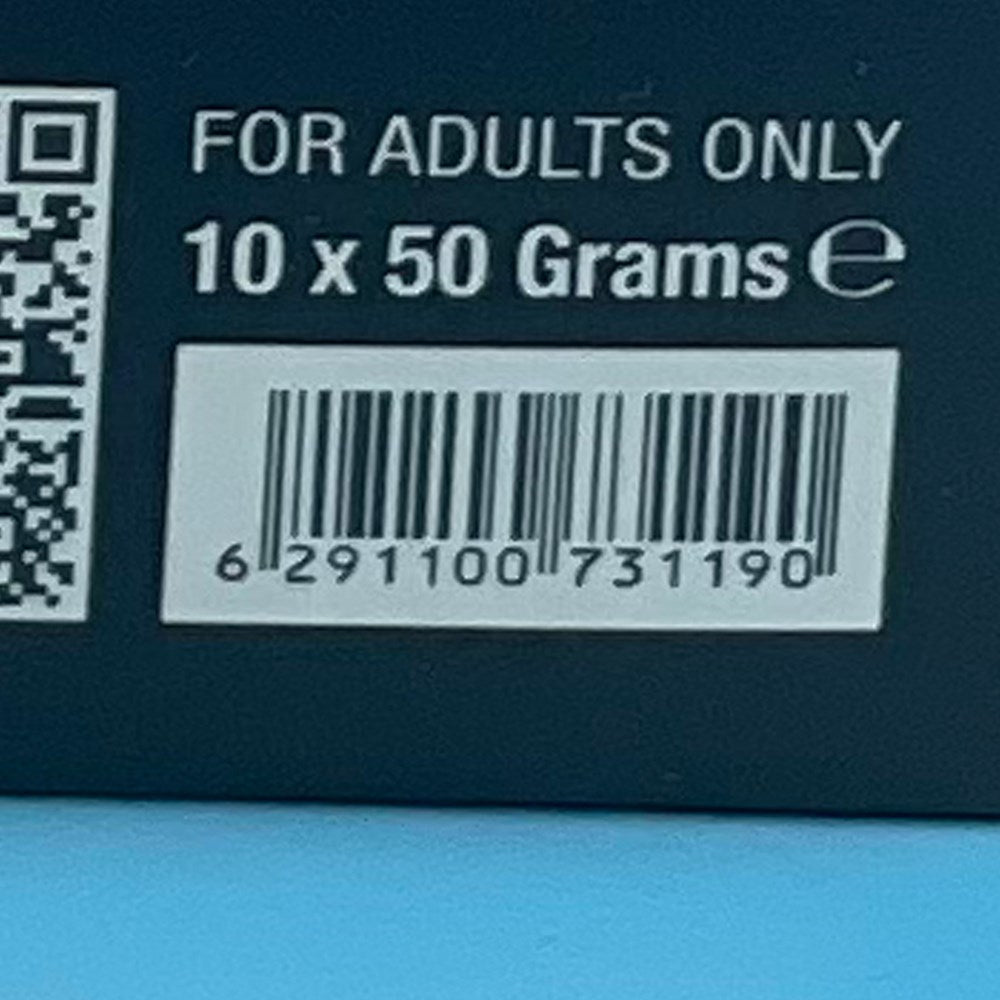 FOR ADULTS ONLY
10 x 50 Grams ℮
6 291100 731190